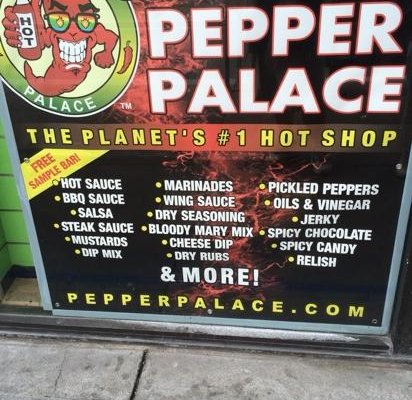 HOT
PALACE
TM
PEPPER
PALACE
THE PLANET'S #1 HOT SHOP
FREE
SAMPLE BAR!
• HOT SAUCE
• BBQ SAUCE
• SALSA
• STEAK SAUCE
• MUSTARDS
• DIP MIX
• MARINADES
• WING SAUCE
• DRY SEASONING
• BLOODY MARY MIX
• CHEESE DIP
• DRY RUBS
• PICKLED PEPPERS
• OILS & VINEGAR
• JERKY
• SPICY CHOCOLATE
• SPICY CANDY
• RELISH
& MORE!
PEPPERPALACE.COM